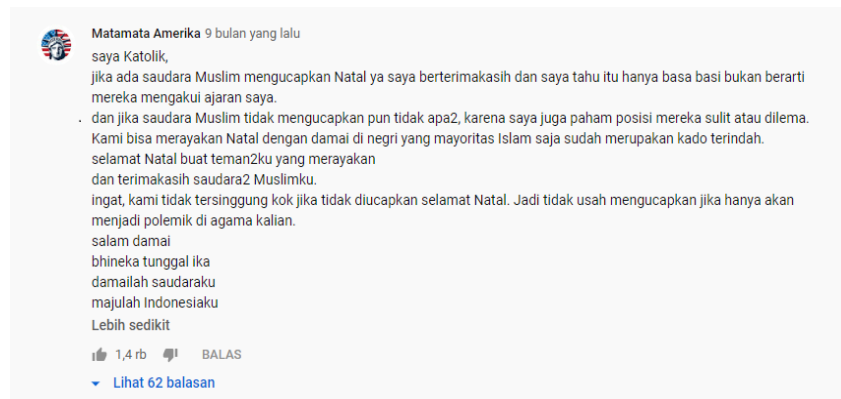 Matamata Amerika 9 bulan yang lalu
saya Katolik,
jika ada saudara Muslim mengucapkan Natal ya saya berterimakasih dan saya tahu itu hanya basa basi bukan berarti
mereka mengakui ajaran saya.
. dan jika saudara Muslim tidak mengucapkan pun tidak apa2, karena saya juga paham posisi mereka sulit atau dilema.
Kami bisa merayakan Natal dengan damai di negri yang mayoritas Islam saja sudah merupakan kado terindah.
selamat Natal buat teman2ku yang merayakan
dan terimakasih saudara2 Muslimku.
ingat, kami tidak tersinggung kok jika tidak diucapkan selamat Natal. Jadi tidak usah mengucapkan jika hanya akan
menjadi polemik di agama kalian.
salam damai
bhineka tunggal ika
damailah saudaraku
majulah Indonesiaku
Lebih sedikit
1,4 rb BALAS
Lihat 62 balasan